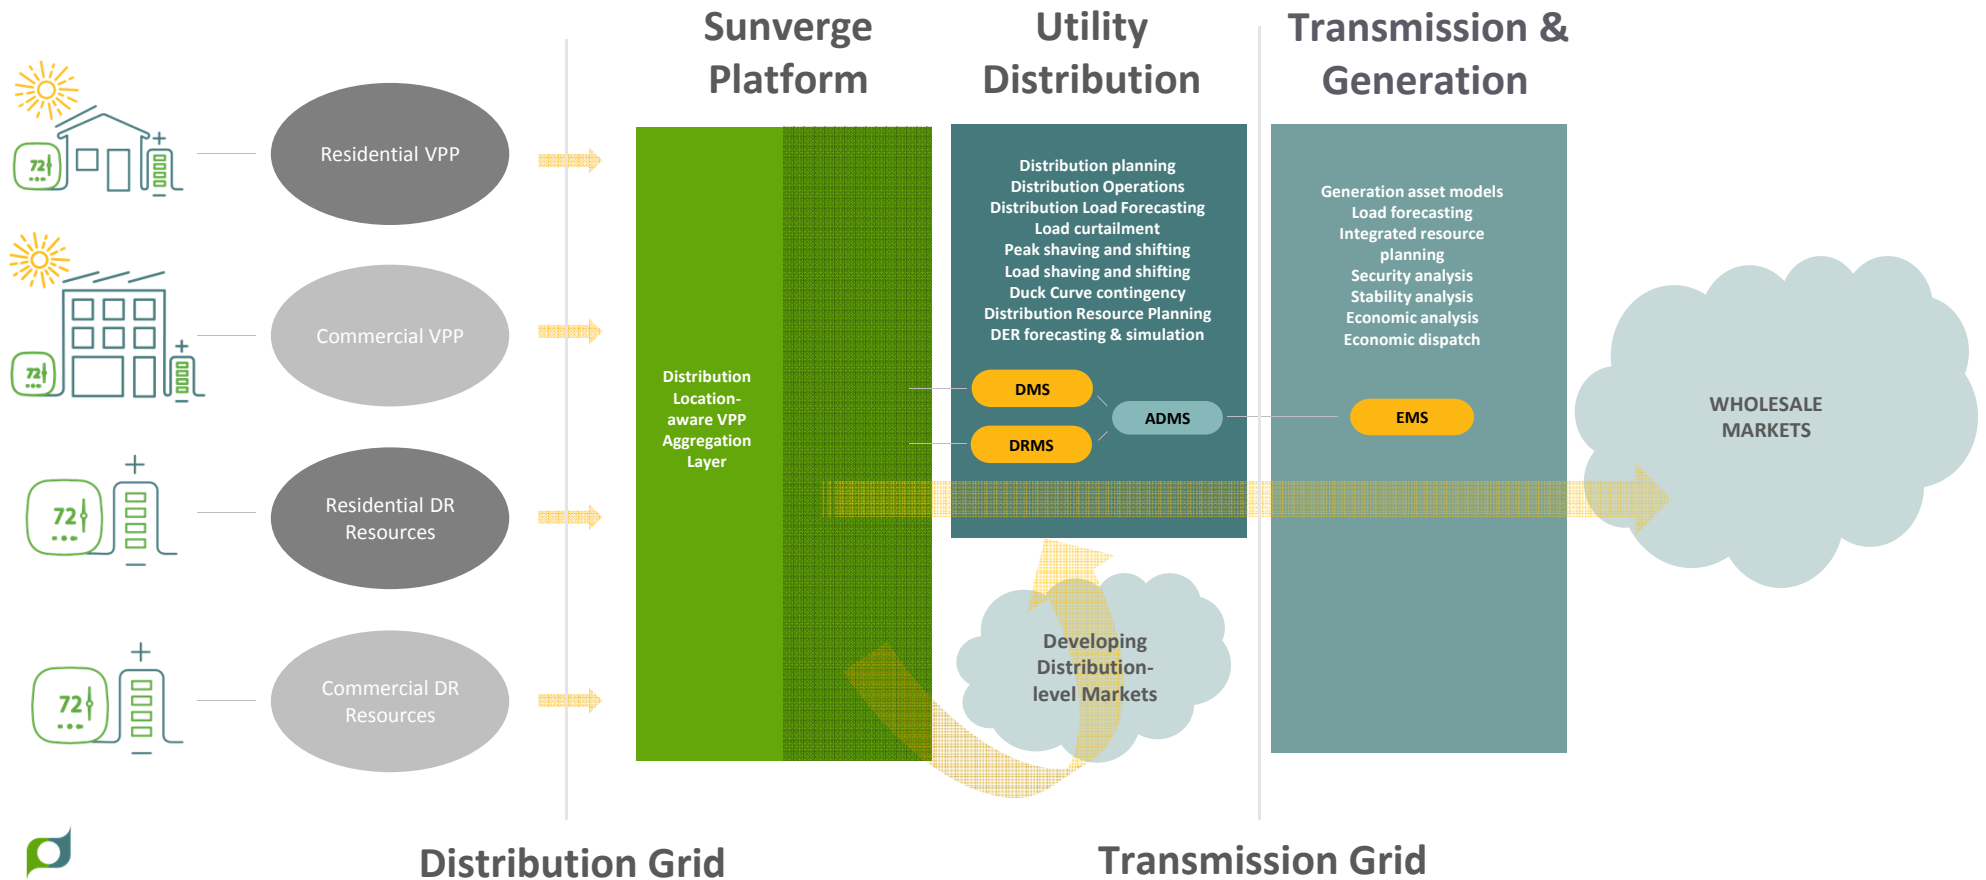 Sunverge
Platform
Utility
Distribution
Transmission &
Generation
72
Residential VPP
72
Commercial VPP
72
Residential DR
Resources
72
Commercial DR
Resources
Distribution
Location-
aware VPP
Aggregation
Layer
Distribution planning
Distribution Operations
Distribution Load Forecasting
Load curtailment
Peak shaving and shifting
Load shaving and shifting
Duck Curve contingency
Distribution Resource Planning
DER forecasting & simulation
DMS
DRMS
ADMS
Developing
Distribution-
level Markets
Generation asset models
Load forecasting
Integrated resource
planning
Security analysis
Stability analysis
Economic analysis
Economic dispatch
EMS
WHOLESALE
MARKETS
Distribution Grid
Transmission Grid